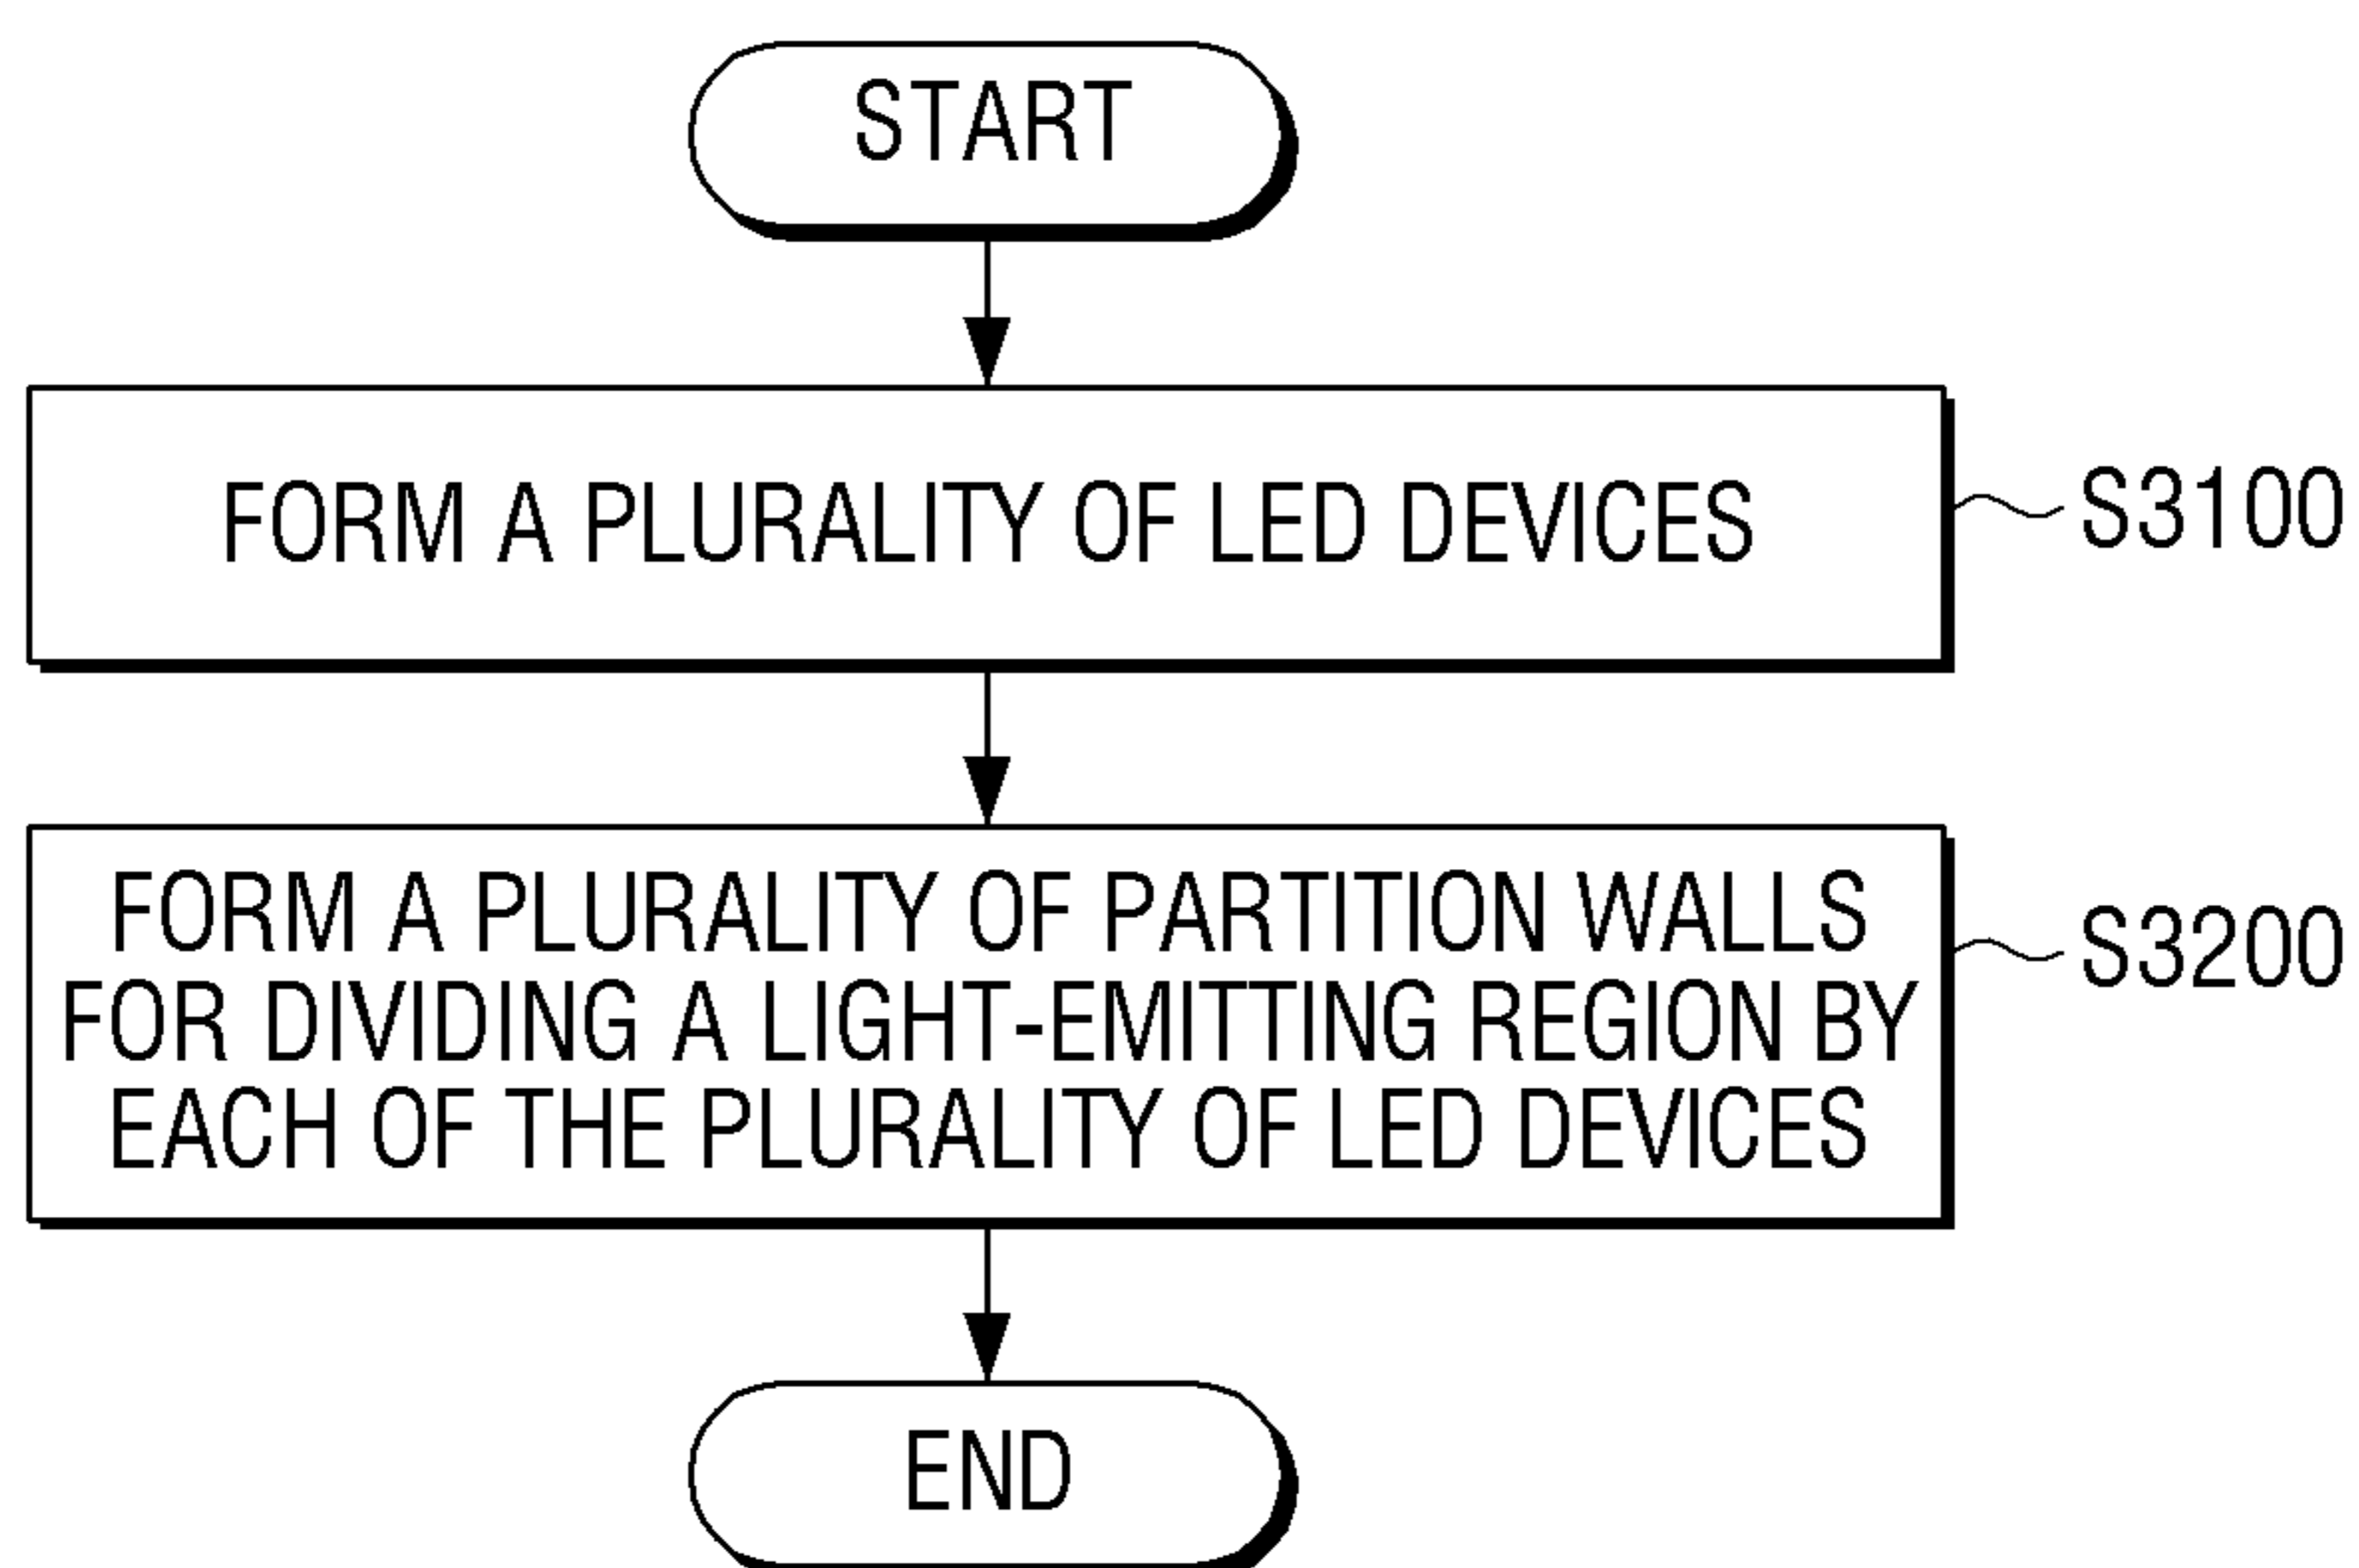 START
FORM A PLURALITY OF LED DEVICES
S3100
FORM A PLURALITY OF PARTITION WALLS
FOR DIVIDING A LIGHT-EMITTING REGION BY
EACH OF THE PLURALITY OF LED DEVICES
S3200
END